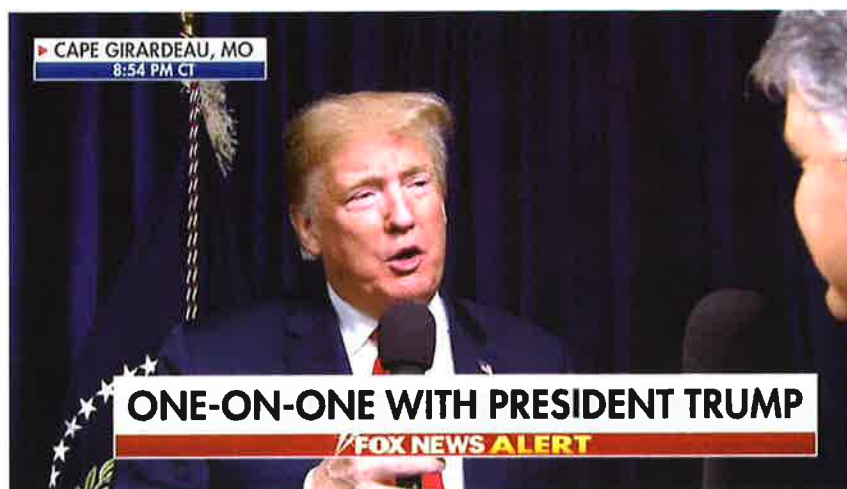 CAPE GIRARDEAU, MO
8:54 PM CT
ONE-ON-ONE WITH PRESIDENT TRUMP
FOX NEWS ALERT